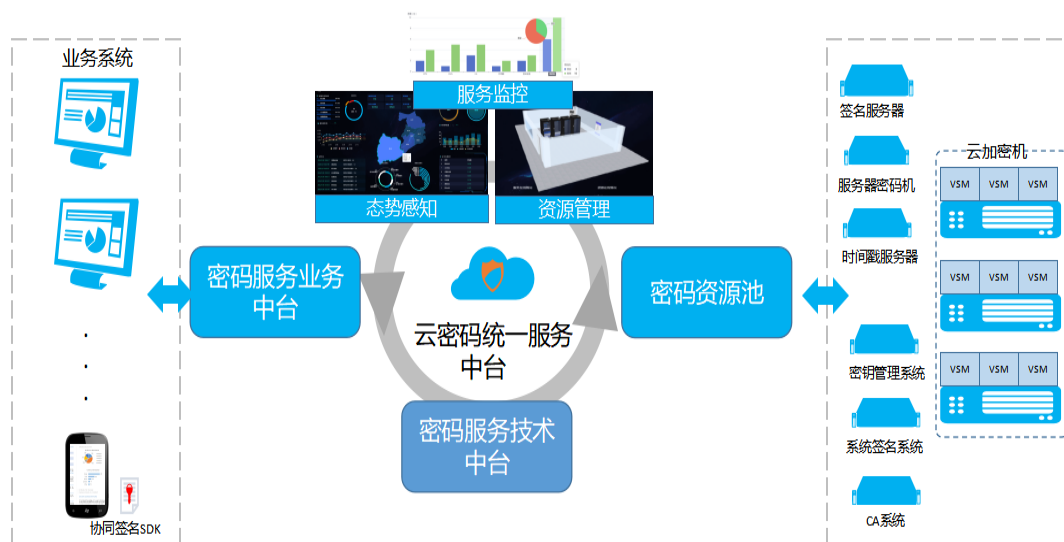 业务系统
协同签名SDK
服务监控
态势感知
资源管理
密码服务业务
中台
云密码统一服务
中台
密码资源池
密码服务技术
中台
签名服务器
服务器密码机
时间戳服务器
密钥管理系统
系统签名系统
CA系统
云加密机
VSM VSM VSM
VSM VSM VSM
VSM VSM VSM